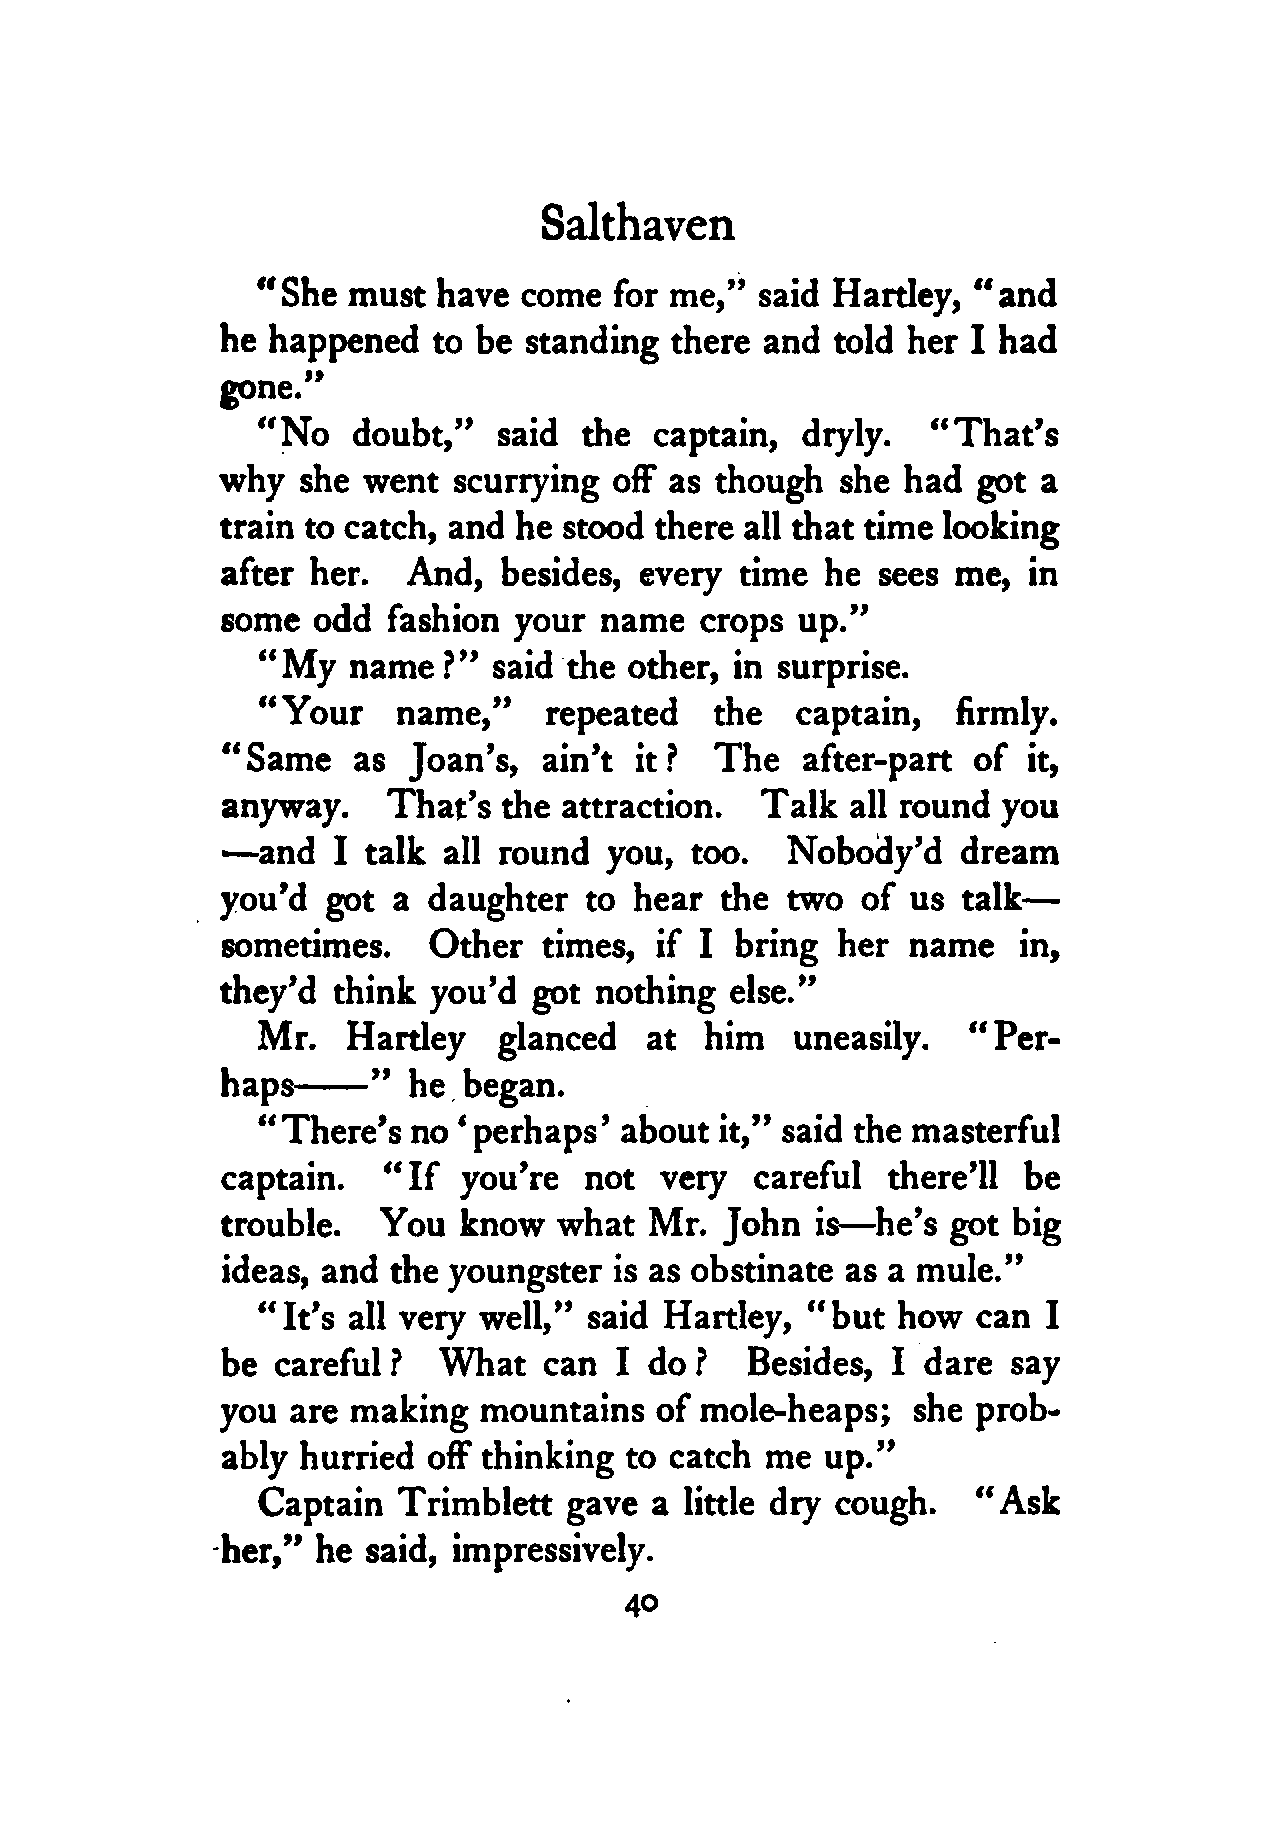 Salthaven
"She must have come for me," said Hartley, "and
he happened to be standing there and told her I had
gone."
"No doubt," said the captain, dryly. "That's
why she went scurrying off as though she had got a
train to catch, and he stood there all that time looking
after her. And, besides, every time he sees me, in
some odd fashion your name crops up."
"My name?" said the other, in surprise.
"Your name," repeated the captain, firmly.
"Same as Joan's, ain't it? The after-part of it,
anyway. That's the attraction. Talk all round you
—and I talk all round you, too. Nobody'd dream
you'd got a daughter to hear the two of us talk—
sometimes. Other times, if I bring her name in,
they'd think you'd got nothing else."
Mr. Hartley glanced at him uneasily. "Per-
haps——" he began.
"There's no 'perhaps' about it," said the masterful
captain. "If you're not very careful there'll be
trouble. You know what Mr. John is—he's got big
ideas, and the youngster is as obstinate as a mule."
"It's all very well," said Hartley, "but how can I
be careful? What can I do? Besides, I dare say
you are making mountains of mole-heaps; she prob-
ably hurried off thinking to catch me up."
Captain Trimblett gave a little dry cough. "Ask
her," he said, impressively.
40